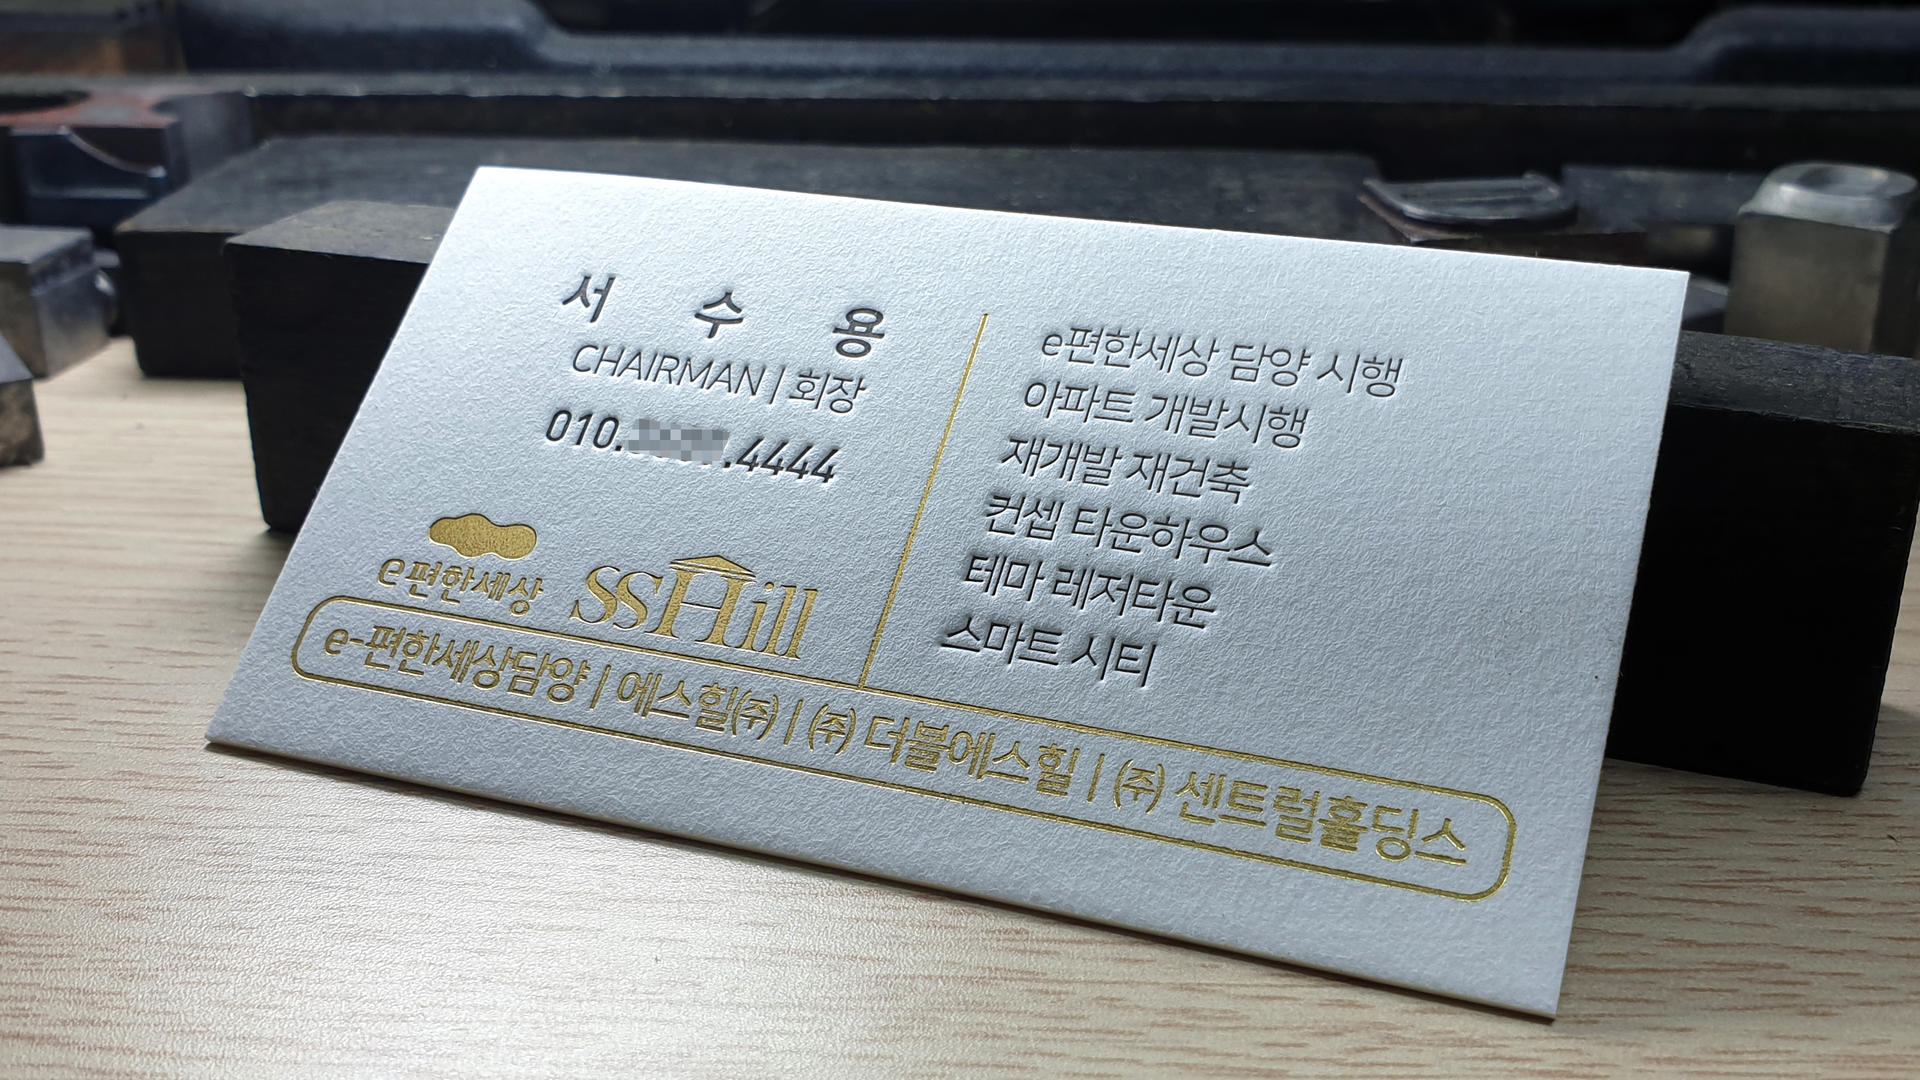 서 수 용
CHAIRMAN | 회장
010. .4444
e편한세상
SSHill
e편한세상 담양 시행
아파트 개발시행
재개발 재건축
컨셉 타운하우스
테마 레저타운
스마트 시티
e-편한세상담양 | 에스힐㈜ | ㈜ 더블에스힐 | ㈜ 센트럴홀딩스